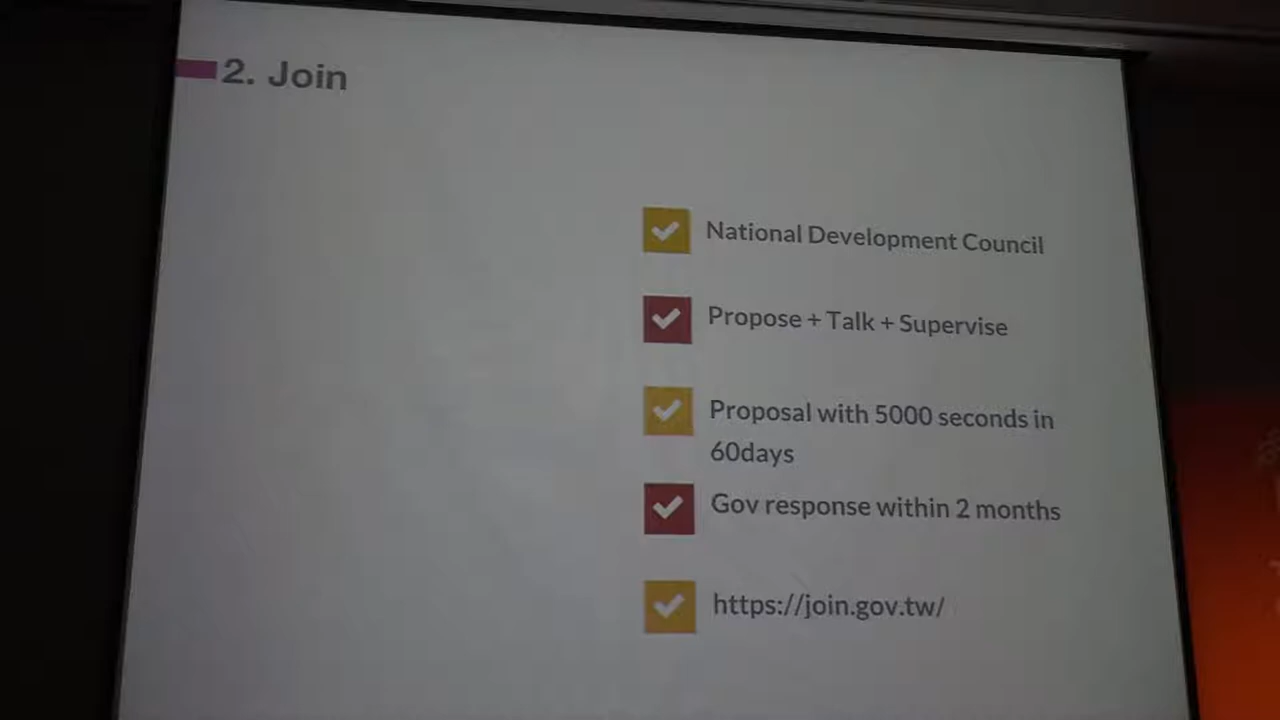 2. Join
National Development Council
Propose + Talk + Supervise
Proposal with 5000 seconds in
60days
Gov response within 2 months
https://join.gov.tw/